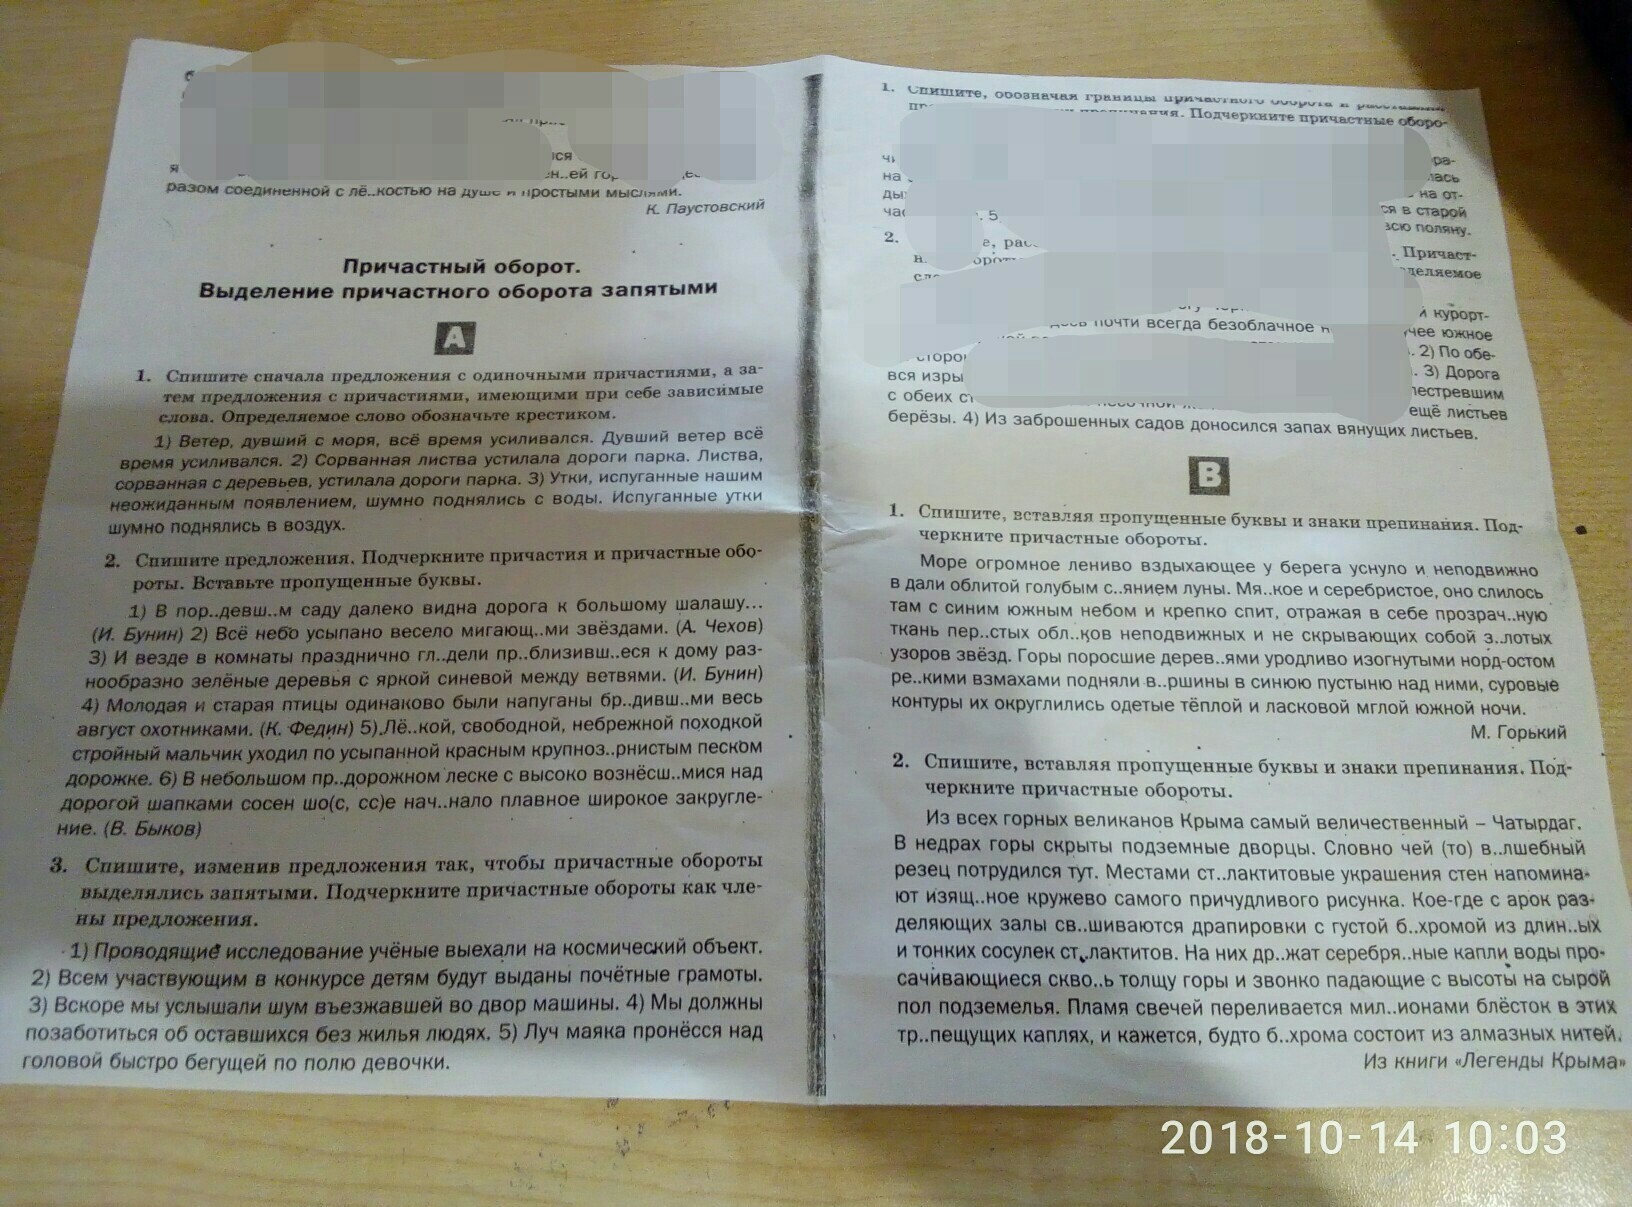 разом соединенной с лё..костью на душе и простыми мыслями.
К. Паустовский
Причастный оборот.
Выделение причастного оборота запятыми
А
1. Спишите сначала предложения с одиночными причастиями, а за-
тем предложения с причастиями, имеющими при себе зависимые
слова. Определяемое слово обозначьте крестиком.
1) Ветер, дувший с моря, всё время усиливался. Дувший ветер всё
время усиливался. 2) Сорванная листва устилала дороги парка. Листва,
сорванная с деревьев, устилала дороги парка. 3) Утки, испуганные нашим
неожиданным появлением, шумно поднялись с воды. Испуганные утки
шумно поднялись в воздух.
2. Спишите предложения. Подчеркните причастия и причастные обо-
роты. Вставьте пропущенные буквы.
1) В пор..девш..м саду далеко видна дорога к большому шалашу...
(И. Бунин) 2) Всё небо усыпано весело мигающ..ми звёздами. (А. Чехов)
3) И везде в комнаты празднично гл..дели пр..близивш..еся к дому раз-
нообразно зелёные деревья с яркой синевой между ветвями. (И. Бунин)
4) Молодая и старая птицы одинаково были напуганы бр..дивш..ми весь
август охотниками. (К. Федин) 5) Лё..кой, свободной, небрежной походкой
стройный мальчик уходил по усыпанной красным крупноз..рнистым песком
дорожке. 6) В небольшом пр..дорожном леске с высоко вознёсш..мися над
дорогой шапками сосен шо(с, сс)е нач..нало плавное широкое закругле-
ние. (В. Быков)
3. Спишите, изменив предложения так, чтобы причастные обороты
выделялись запятыми. Подчеркните причастные обороты как чле-
ны предложения.
1) Проводящие исследование учёные выехали на космический объект.
2) Всем участвующим в конкурсе детям будут выданы почётные грамоты.
3) Вскоре мы услышали шум въезжавшей во двор машины. 4) Мы должны
позаботиться об оставшихся без жилья людях. 5) Луч маяка пронёсся над
головой быстро бегущей по полю девочки.
1. Спишите, обозначая границы причастного оборота и
Подчеркните причастные оборо-
на от-
5
ся в старой
всю поляну.
2.
Причаст-
курорт-
почти всегда безоблачное
южное
2) По обе-
вся изры
3) Дорога
с обеих
пестревшим
ещё листьев
берёзы. 4) Из заброшенных садов доносился запах вянущих листьев.
В
1. Спишите, вставляя пропущенные буквы и знаки препинания. Под-
черкните причастные обороты.
Море огромное лениво вздыхающее у берега уснуло и неподвижно
в дали облитой голубым с..янием луны. Мя..кое и серебристое, оно слилось
там с синим южным небом и крепко спит, отражая в себе прозрач..ную
ткань пер..стых обл..ков неподвижных и не скрывающих собой з..лотых
узоров звёзд. Горы поросшие дерев..ями уродливо изогнутыми норд-остом
ре..кими взмахами подняли в..ршины в синюю пустыню над ними, суровые
контуры их округлились одетые тёплой и ласковой мглой южной ночи.
М. Горький
2. Спишите, вставляя пропущенные буквы и знаки препинания. Под-
черкните причастные обороты.
Из всех горных великанов Крыма самый величественный – Чатырдаг.
В недрах горы скрыты подземные дворцы. Словно чей (то) в..лшебный
резец потрудился тут. Местами ст..лактитовые украшения стен напомина-
ют изящ..ное кружево самого причудливого рисунка. Кое-где с арок раз-
деляющих залы св..шиваются драпировки с густой б..хромой из длин..ых
и тонких сосулек ст..лактитов. На них др..жат серебря..ные капли воды про-
сачивающиеся скво..ь толщу горы и звонко падающие с высоты на сырой
пол подземелья. Пламя свечей переливается мил..ионами блёсток в этих
тр..пещущих каплях, и кажется, будто б..хрома состоит из алмазных нитей.
Из книги «Легенды Крыма»
2018-10-14 10:03